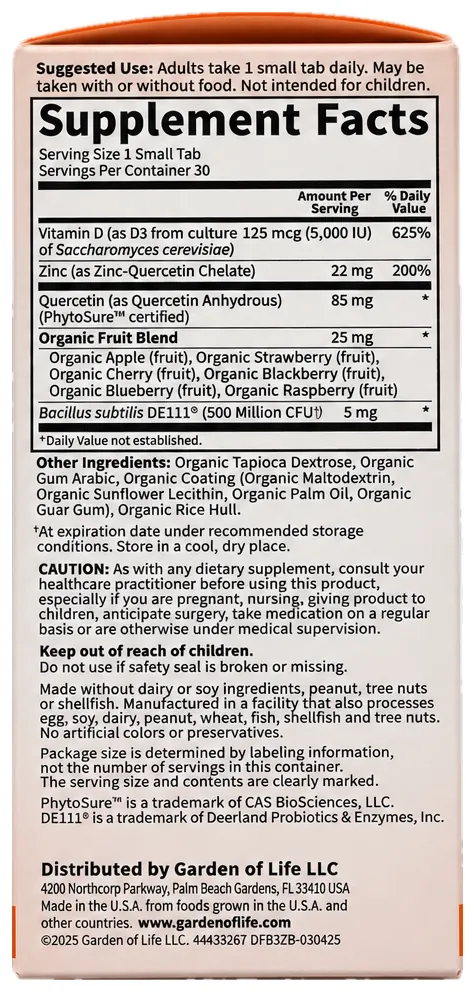 Suggested Use: Adults take 1 small tab daily. May be
taken with or without food. Not intended for children.
Supplement Facts
Serving Size 1 Small Tab
Servings Per Container 30
Amount Per Serving % Daily Value
Vitamin D (as D3 from culture 125 mcg (5,000 IU) 625%
of Saccharomyces cerevisiae)
Zinc (as Zinc-Quercetin Chelate) 22 mg 200%
Quercetin (as Quercetin Anhydrous) 85 mg *
(PhytoSure™ certified)
Organic Fruit Blend 25 mg *
Organic Apple (fruit), Organic Strawberry (fruit),
Organic Cherry (fruit), Organic Blackberry (fruit),
Organic Blueberry (fruit), Organic Raspberry (fruit)
Bacillus subtilis DE111® (500 Million CFU†) 5 mg *
*Daily Value not established.
Other Ingredients: Organic Tapioca Dextrose, Organic
Gum Arabic, Organic Coating (Organic Maltodextrin,
Organic Sunflower Lecithin, Organic Palm Oil, Organic
Guar Gum), Organic Rice Hull.
†At expiration date under recommended storage
conditions. Store in a cool, dry place.
CAUTION: As with any dietary supplement, consult your
healthcare practitioner before using this product,
especially if you are pregnant, nursing, giving product to
children, anticipate surgery, take medication on a regular
basis or are otherwise under medical supervision.
Keep out of reach of children.
Do not use if safety seal is broken or missing.
Made without dairy or soy ingredients, peanut, tree nuts
or shellfish. Manufactured in a facility that also processes
egg, soy, dairy, peanut, wheat, fish, shellfish and tree nuts.
No artificial colors or preservatives.
Package size is determined by labeling information,
not the number of servings in this container.
The serving size and contents are clearly marked.
PhytoSure™ is a trademark of CAS BioSciences, LLC.
DE111® is a trademark of Deerland Probiotics & Enzymes, Inc.
Distributed by Garden of Life LLC
4200 Northcorp Parkway, Palm Beach Gardens, FL 33410 USA
Made in the U.S.A. from foods grown in the U.S.A. and
other countries. www.gardenoflife.com
©2025 Garden of Life LLC. 44433267 DFB3ZB-030425